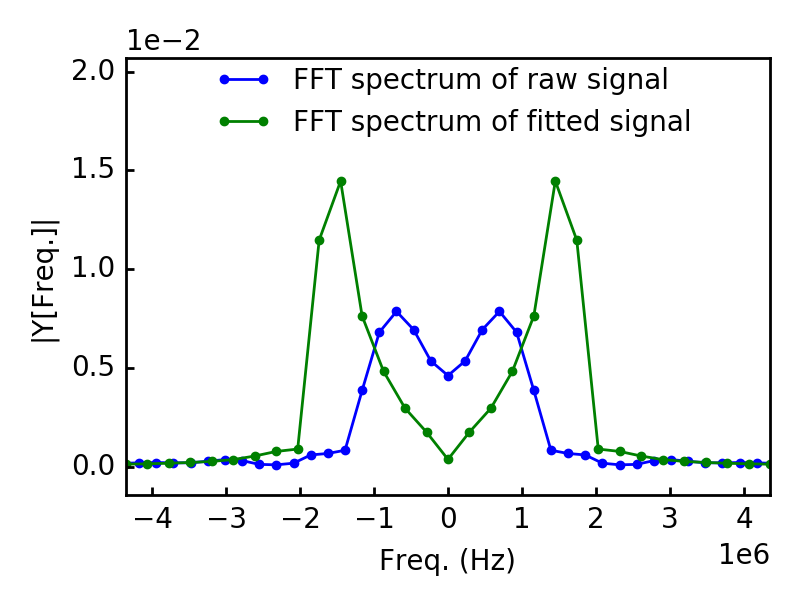 1e−2
FFT spectrum of raw signal
FFT spectrum of fitted signal
2.0
1.5
1.0
0.5
0.0
|Y[Freq.]|
−4 −3 −2 −1 0 1 2 3 4
1e6
Freq. (Hz)